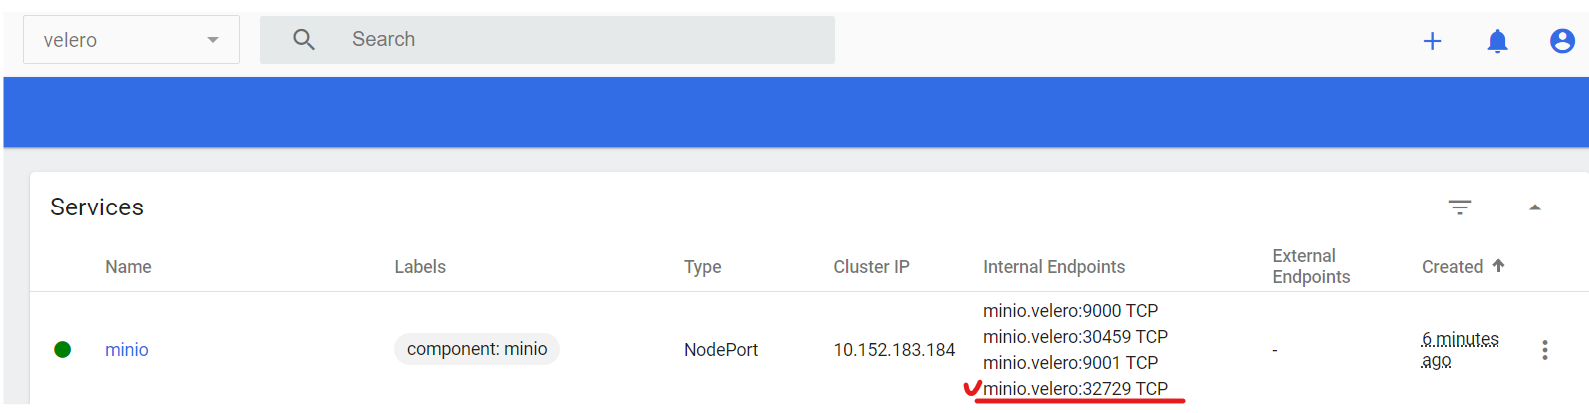 velero
Search
Services
Name
Labels
Type
Cluster IP
Internal Endpoints
External
Endpoints
Created
minio
component: minio
NodePort
10.152.183.184
minio.velero:9000 TCP
minio.velero:30459 TCP
minio.velero:9001 TCP
minio.velero:32729 TCP
-
6 minutes
ago